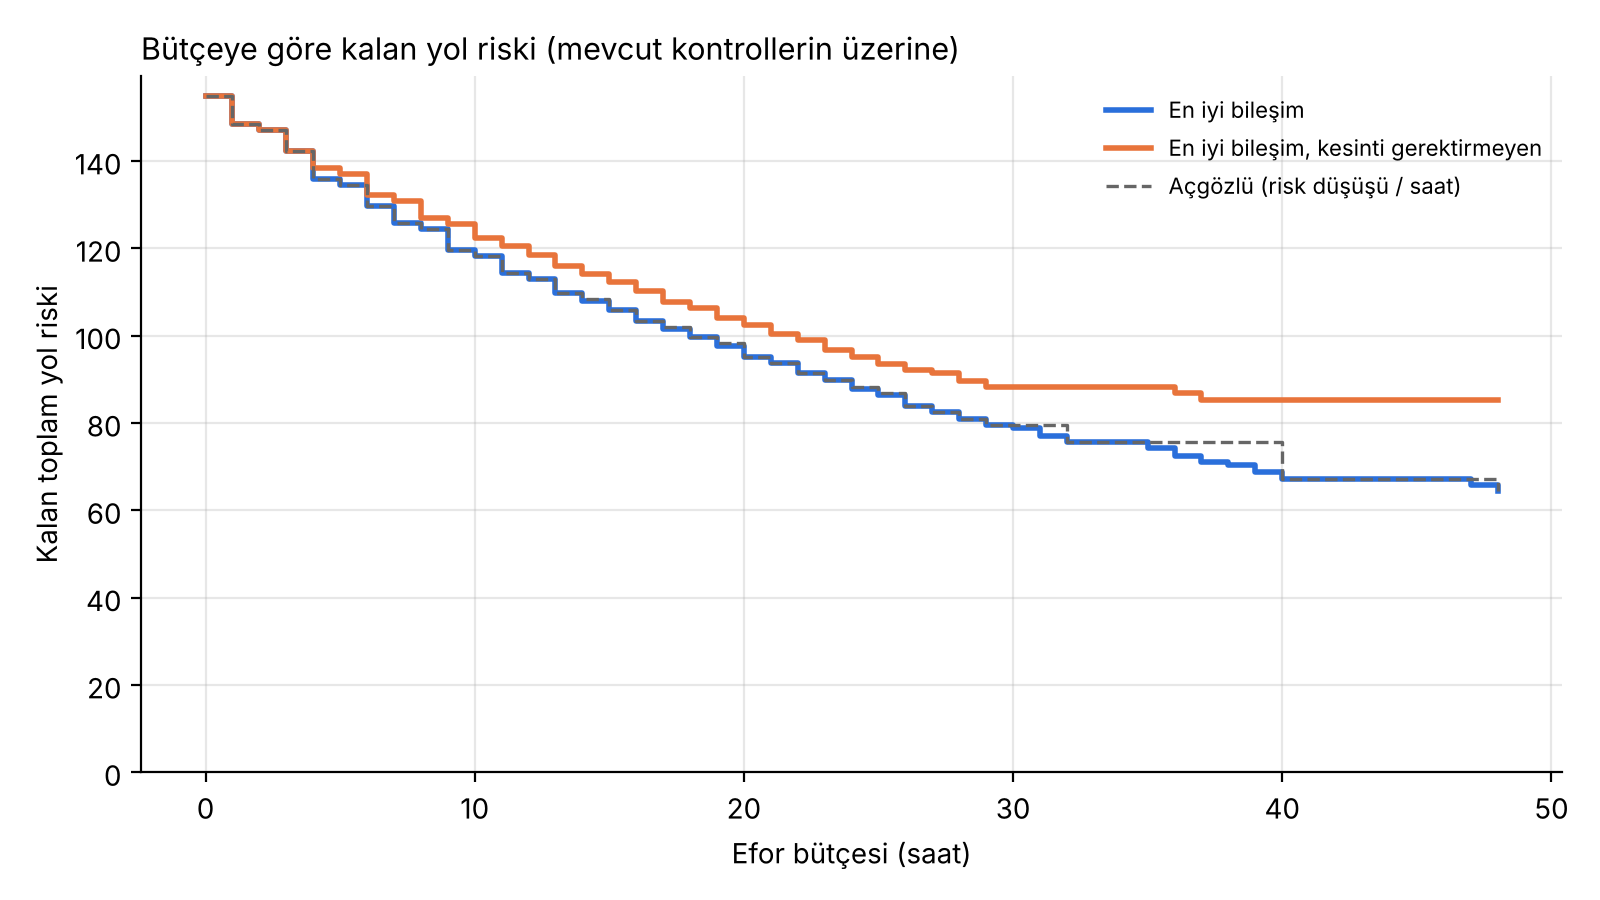 Bütçeye göre kalan yol riski (mevcut kontrollerin üzerine)
En iyi bileşim
En iyi bileşim, kesinti gerektirmeyen
Açgözlü (risk düşüşü / saat)
Kalan toplam yol riski
140
120
100
80
60
40
20
0
0 10 20 30 40 50
Efor bütçesi (saat)